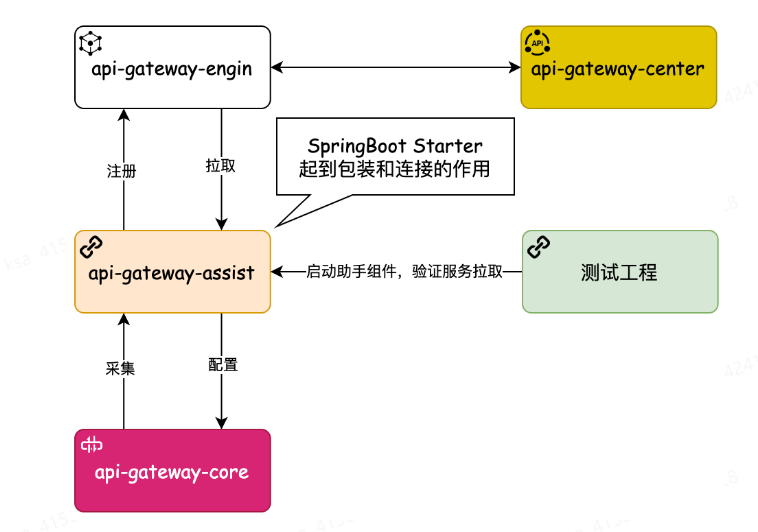 api-gateway-engin
API
api-gateway-center
SpringBoot Starter
起到包装和连接的作用
注册
拉取
api-gateway-assist
启动助手组件，验证服务拉取
测试工程
采集
配置
api-gateway-core